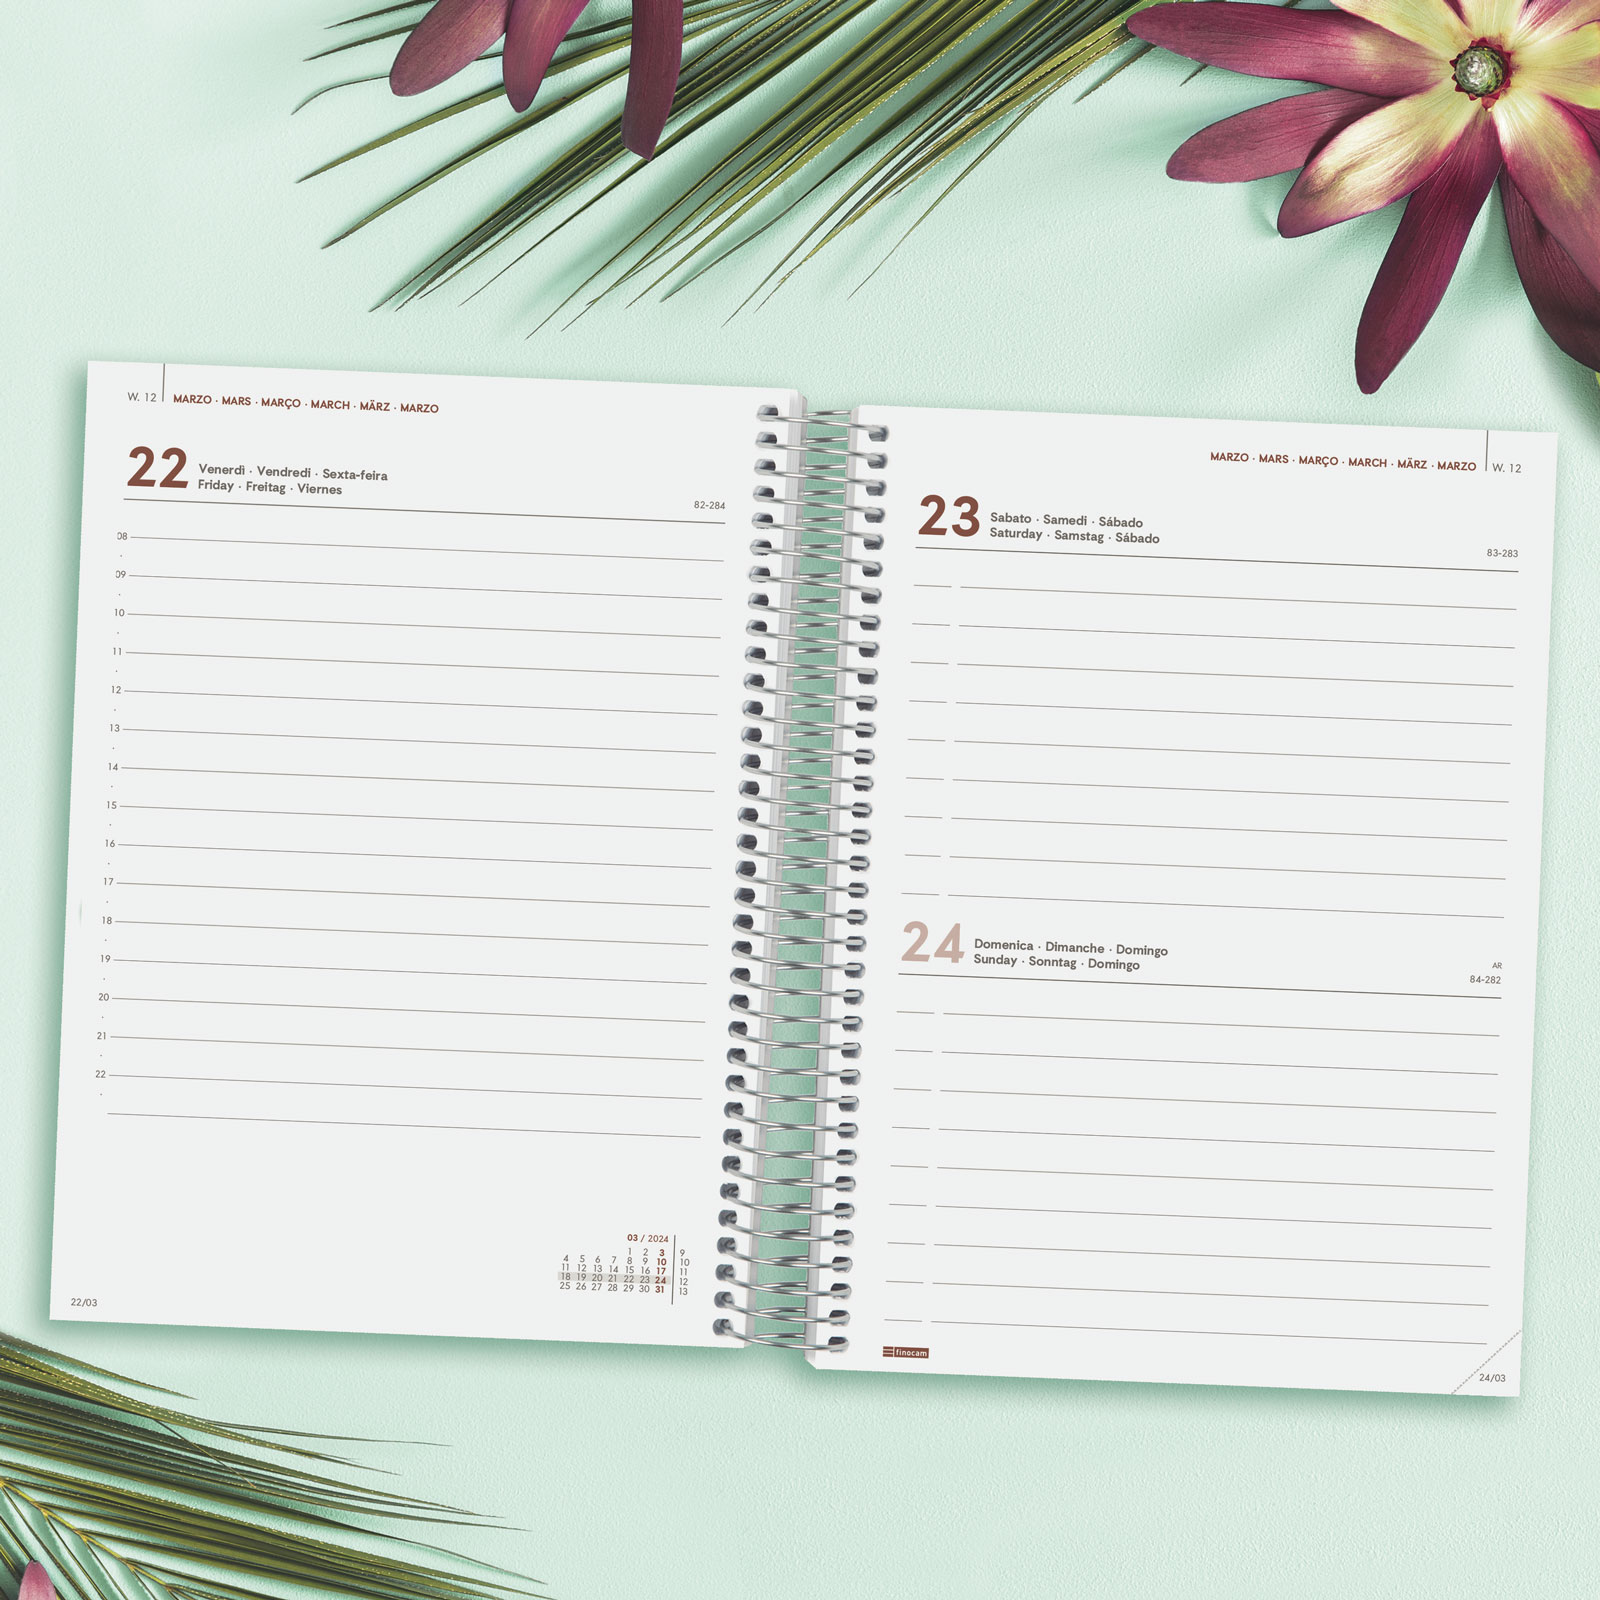 W. 12 MARZO · MARS · MARÇO · MARCH · MÄRZ · MARZO
22 Venerdì · Vendredi · Sexta-feira
Friday · Freitag · Viernes
82-284
08
09
10
11
12
13
14
15
16
17
18
19
20
21
22
03 / 2024
1 2 3 9
4 5 6 7 8 9 10 10
11 12 13 14 15 16 17 11
18 19 20 21 22 23 24 12
25 26 27 28 29 30 31 13
22/03
MARZO · MARS · MARÇO · MARCH · MÄRZ · MARZO W. 12
23 Sabato · Samedi · Sábado
Saturday · Samstag · Sábado
83-283
24 Domenica · Dimanche · Domingo
Sunday · Sonntag · Domingo
AR
84-282
finocam
24/03